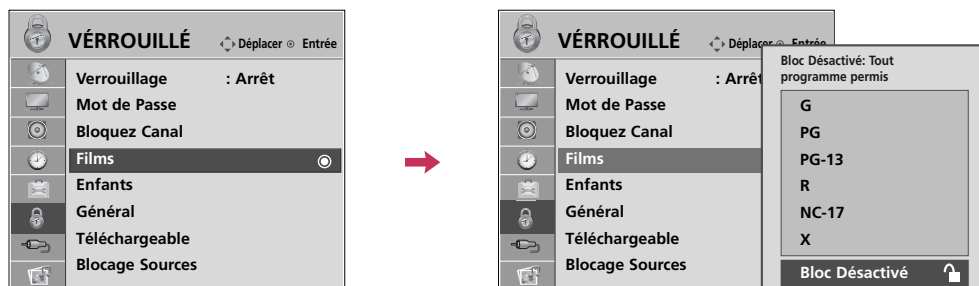 VÉRROUILLÉ Déplacer Entrée
Verrouillage : Arrêt
Mot de Passe
Bloquez Canal
Films
Enfants
Général
Téléchargeable
Blocage Sources
VÉRROUILLÉ Déplacer Entrée
Verrouillage : Arrêt
Mot de Passe
Bloquez Canal
Films
Enfants
Général
Téléchargeable
Blocage Sources
Bloc Désactivé: Tout
programme permis
G
PG
PG-13
R
NC-17
X
Bloc Désactivé